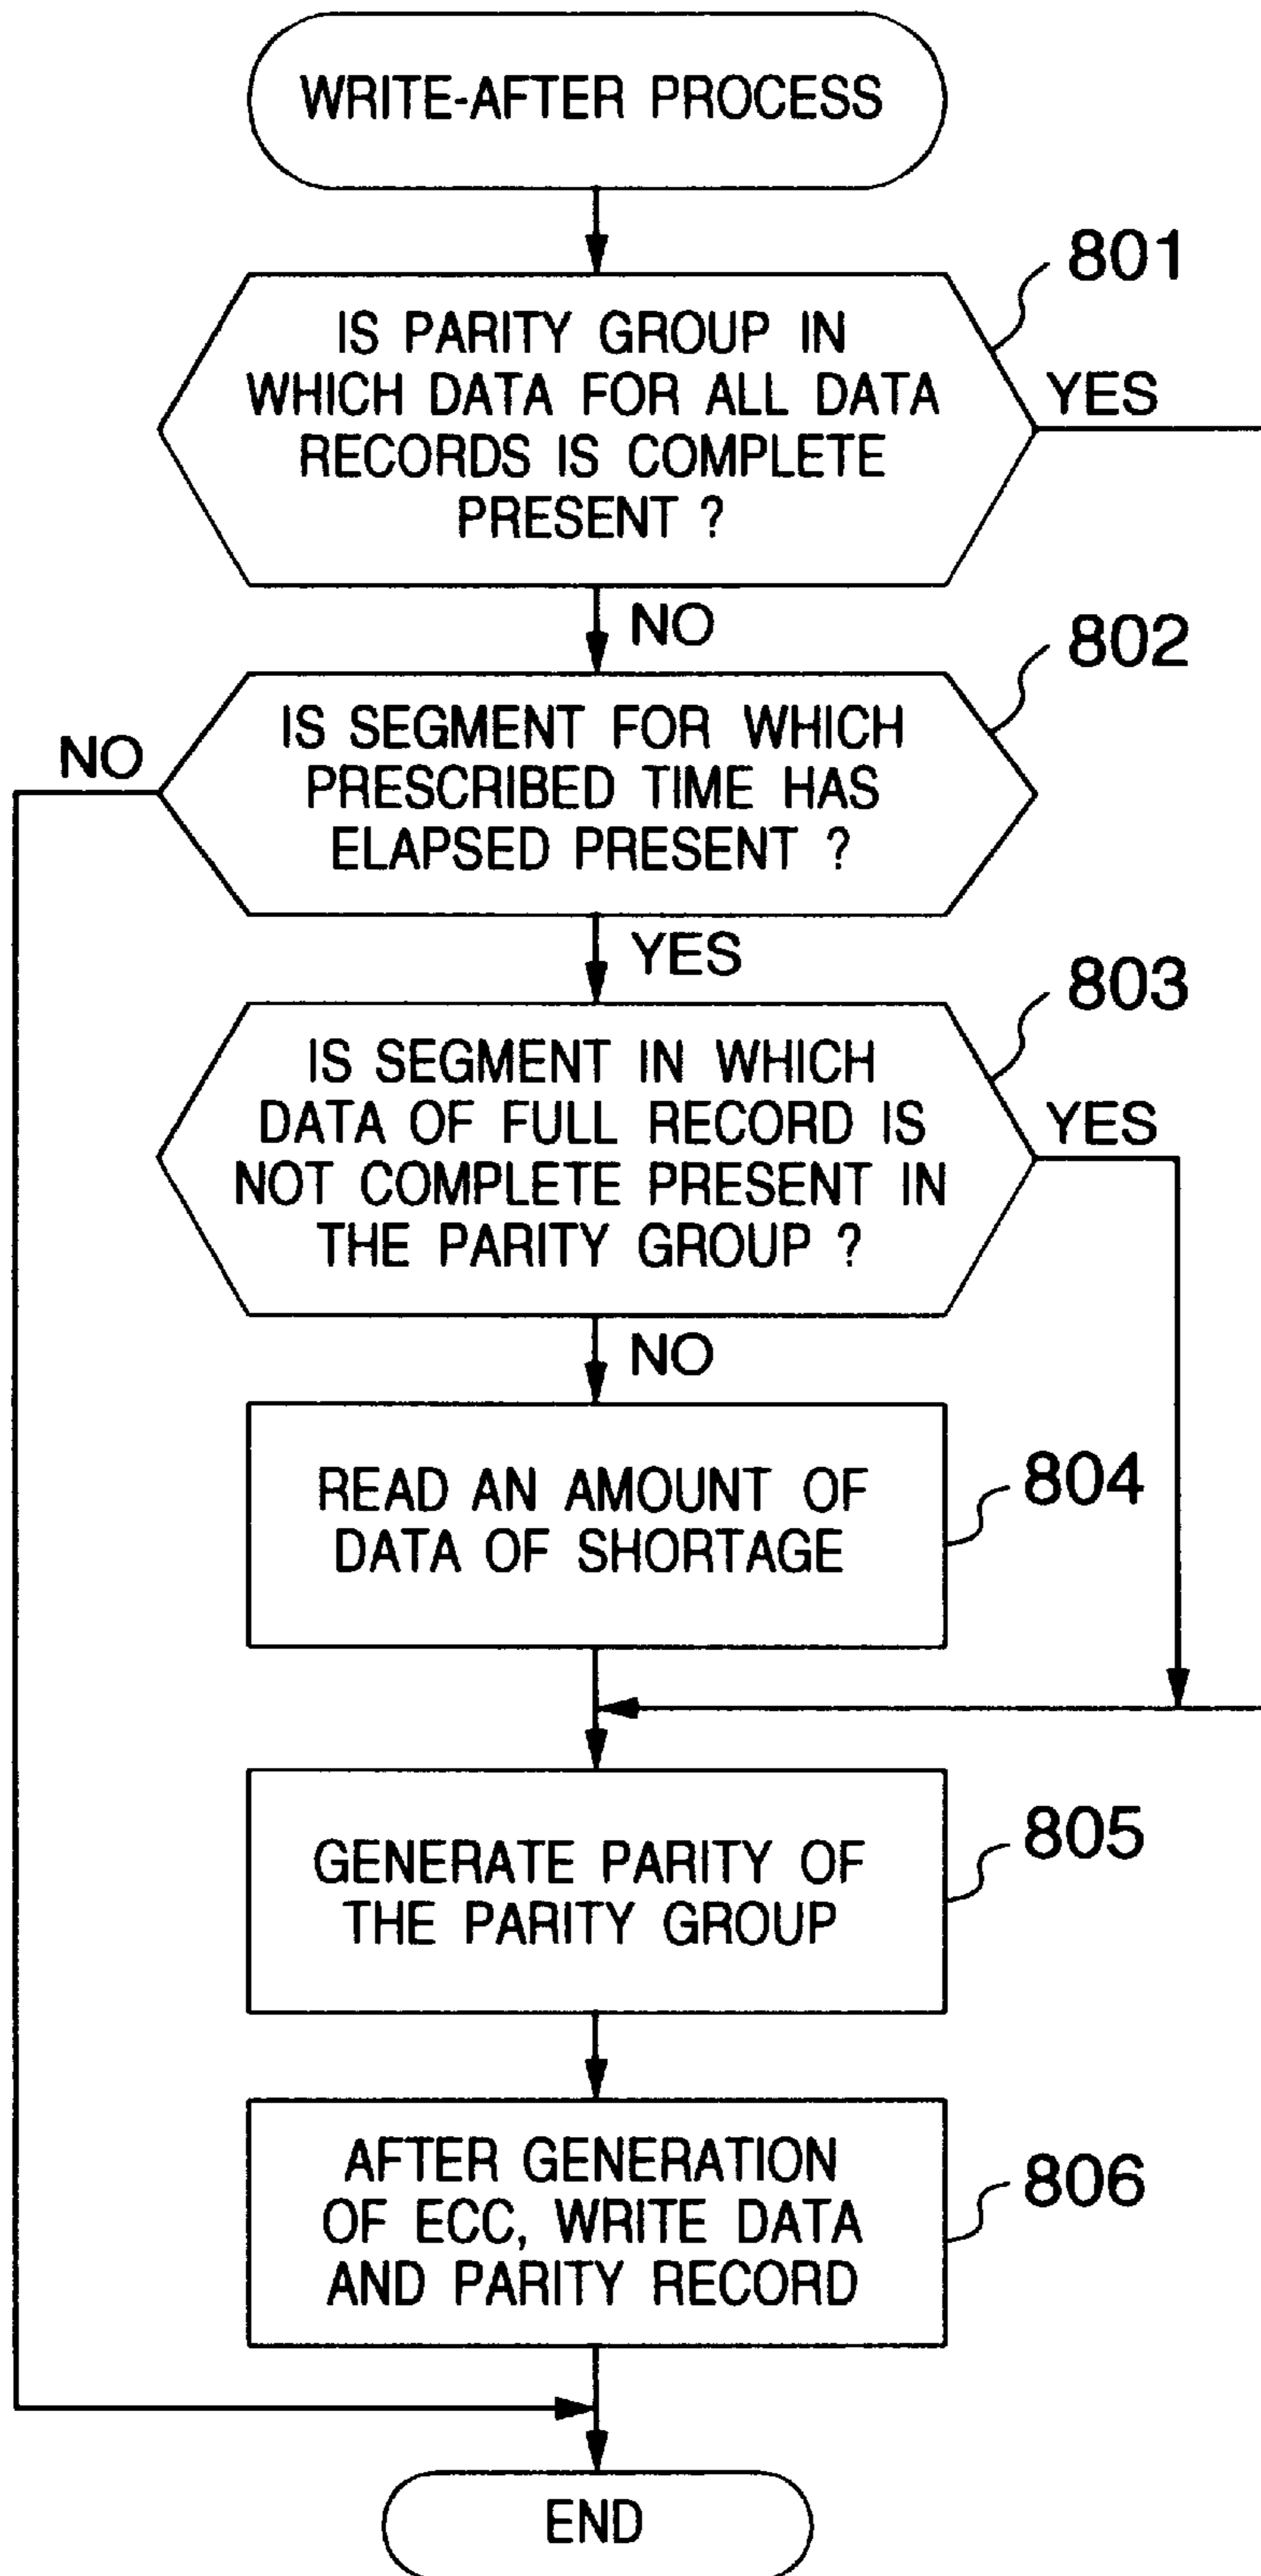 WRITE-AFTER PROCESS
801
IS PARITY GROUP IN
WHICH DATA FOR ALL DATA
RECORDS IS COMPLETE
PRESENT ?
YES
NO
802
IS SEGMENT FOR WHICH
PRESCRIBED TIME HAS
ELAPSED PRESENT ?
NO
YES
803
IS SEGMENT IN WHICH
DATA OF FULL RECORD IS
NOT COMPLETE PRESENT IN
THE PARITY GROUP ?
YES
NO
READ AN AMOUNT OF
DATA OF SHORTAGE
804
GENERATE PARITY OF
THE PARITY GROUP
805
AFTER GENERATION
OF ECC, WRITE DATA
AND PARITY RECORD
806
END